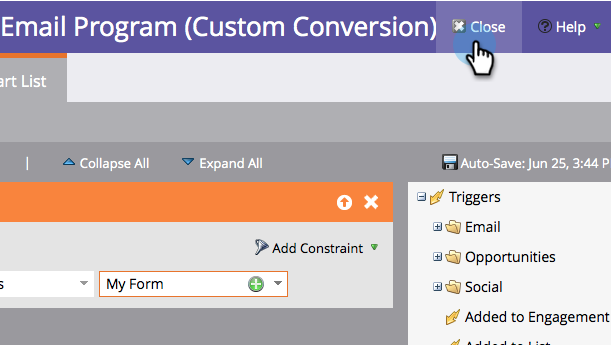 Email Program (Custom Conversion)
Close
Help
art List
Collapse All
Expand All
Auto-Save: Jun 25, 3:44 P
Triggers
Email
Add Constraint
Opportunities
s
My Form
Social
Added to Engagement
Added to List